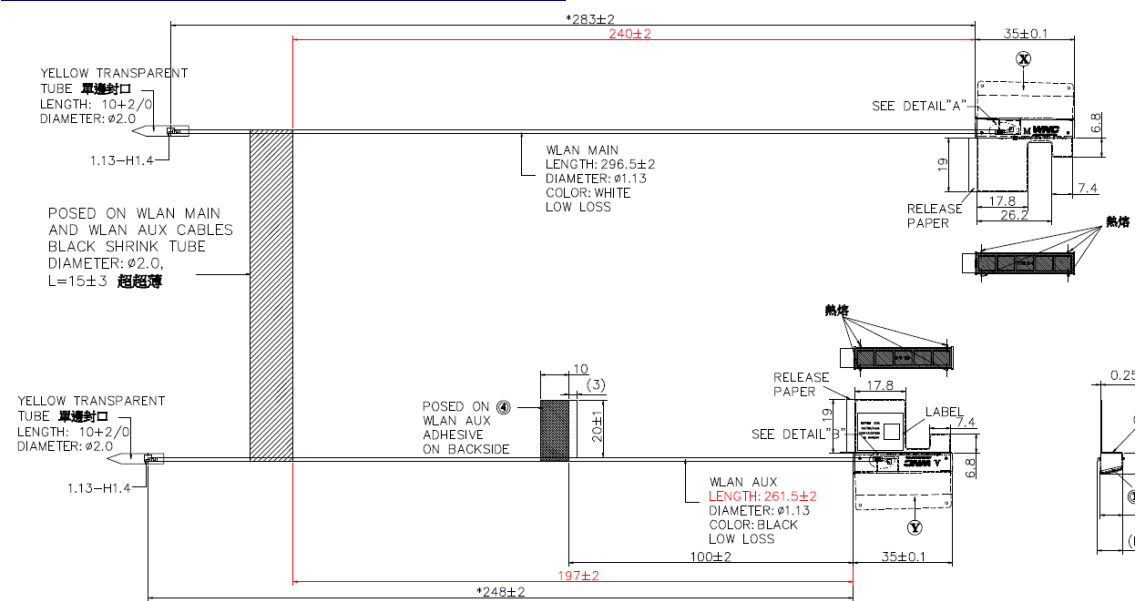 *283±2
240±2
35±0.1
YELLOW TRANSPARENT
TUBE 單邊封口
LENGTH: 10+2/0
DIAMETER: ø2.0
X
SEE DETAIL"A"
M WNC
6.8
1.13-H1.4
WLAN MAIN
LENGTH: 296.5±2
DIAMETER: ø1.13
COLOR: WHITE
LOW LOSS
19
7.4
17.8
26.2
RELEASE
PAPER
POSED ON WLAN MAIN
AND WLAN AUX CABLES
BLACK SHRINK TUBE
DIAMETER: ø2.0,
L=15±3 超超薄
熱熔
熱熔
10
(3)
20±1
RELEASE
PAPER
17.8
0.25
YELLOW TRANSPARENT
TUBE 單邊封口
LENGTH: 10+2/0
DIAMETER: ø2.0
POSED ON ④
WLAN AUX
ADHESIVE
ON BACKSIDE
19
LABEL
7.4
SEE DETAIL"B"
WNC Y
6.8
1.13-H1.4
WLAN AUX
LENGTH: 261.5±2
DIAMETER: ø1.13
COLOR: BLACK
LOW LOSS
Y
100±2
35±0.1
197±2
*248±2